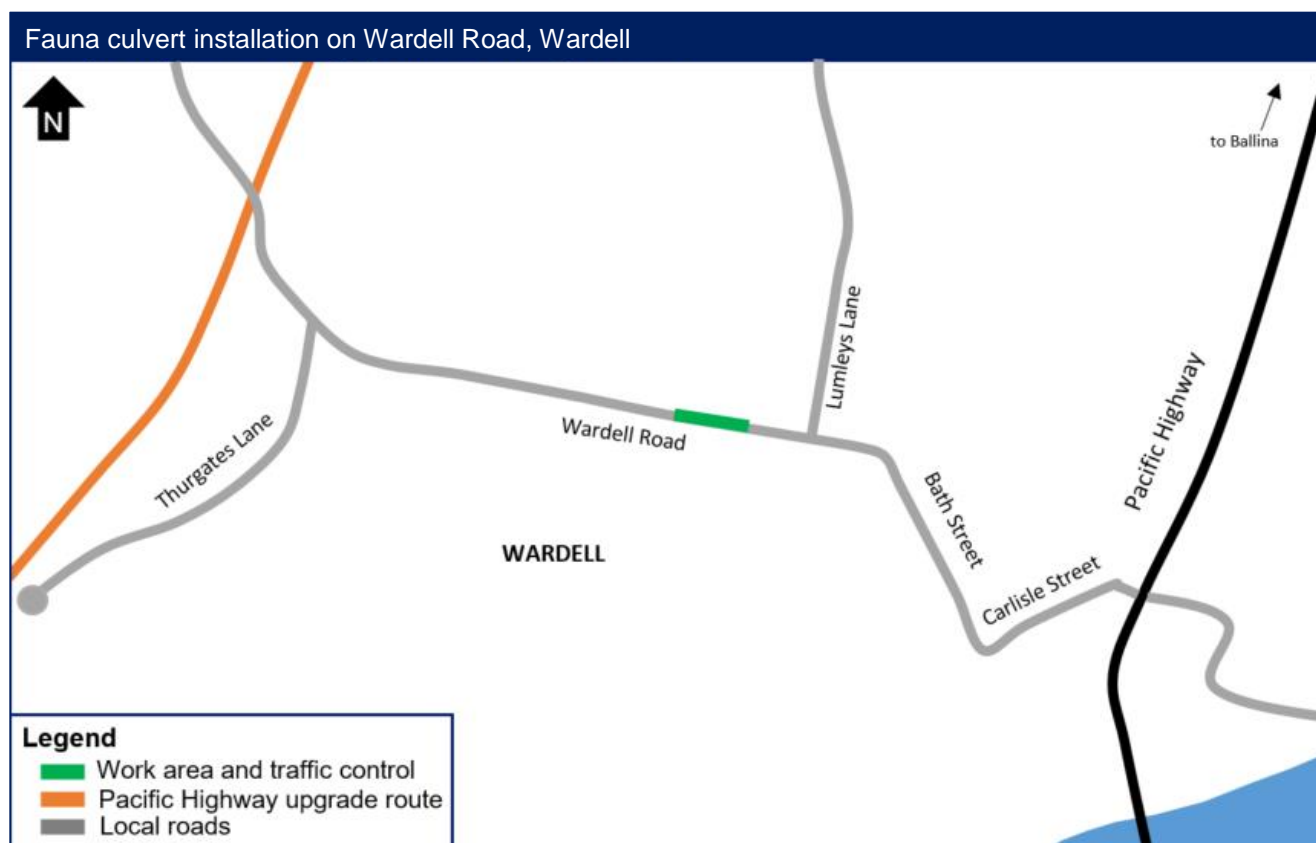 Fauna culvert installation on Wardell Road, Wardell
N
to Ballina
Lumleys Lane
Pacific Highway
Wardell Road
Thurgates Lane
Bath Street
WARDELL
Carlisle Street
Legend
Work area and traffic control
Pacific Highway upgrade route
Local roads